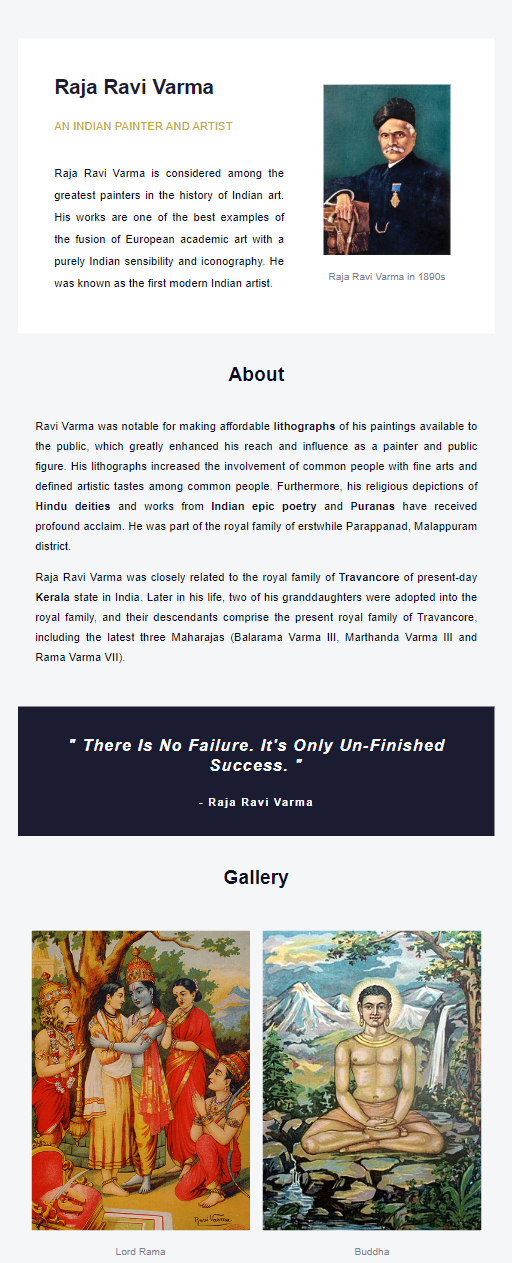 Raja Ravi Varma
AN INDIAN PAINTER AND ARTIST
Raja Ravi Varma is considered among the
greatest painters in the history of Indian art.
His works are one of the best examples of
the fusion of European academic art with a
purely Indian sensibility and iconography. He
was known as the first modern Indian artist.
Raja Ravi Varma in 1890s
About
Ravi Varma was notable for making affordable lithographs of his paintings available to
the public, which greatly enhanced his reach and influence as a painter and public
figure. His lithographs increased the involvement of common people with fine arts and
defined artistic tastes among common people. Furthermore, his religious depictions of
Hindu deities and works from Indian epic poetry and Puranas have received
profound acclaim. He was part of the royal family of erstwhile Parappanad, Malappuram
district.
Raja Ravi Varma was closely related to the royal family of Travancore of present-day
Kerala state in India. Later in his life, two of his granddaughters were adopted into the
royal family, and their descendants comprise the present royal family of Travancore,
including the latest three Maharajas (Balarama Varma III, Marthanda Varma III and
Rama Varma VII).
" There Is No Failure. It's Only Un-Finished
Success. "
- Raja Ravi Varma
Gallery
Ravi Varma.
Lord Rama
Buddha